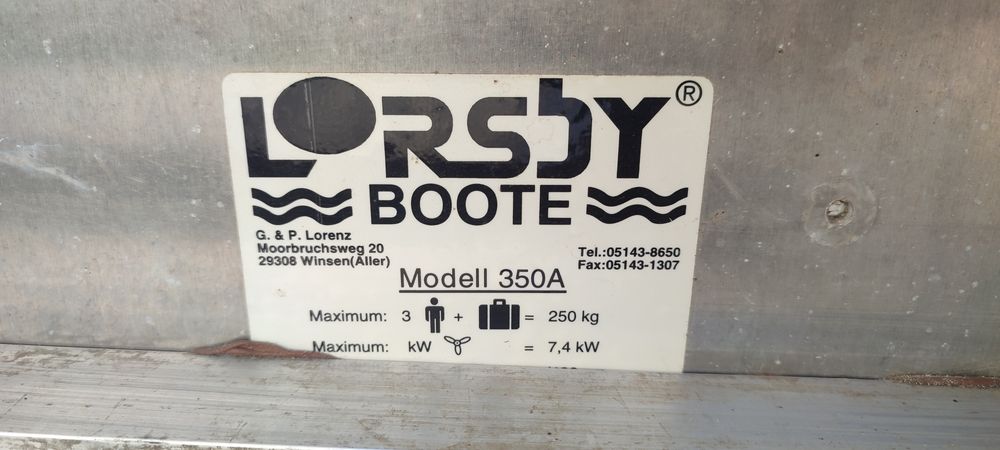 LORSBY®
BOOTE
G. & P. Lorenz
Moorbruchsweg 20
29308 Winsen(Aller)
Tel.:05143-8650
Fax:05143-1307
Modell 350A
Maximum: 3 + = 250 kg
Maximum: kW = 7,4 kW